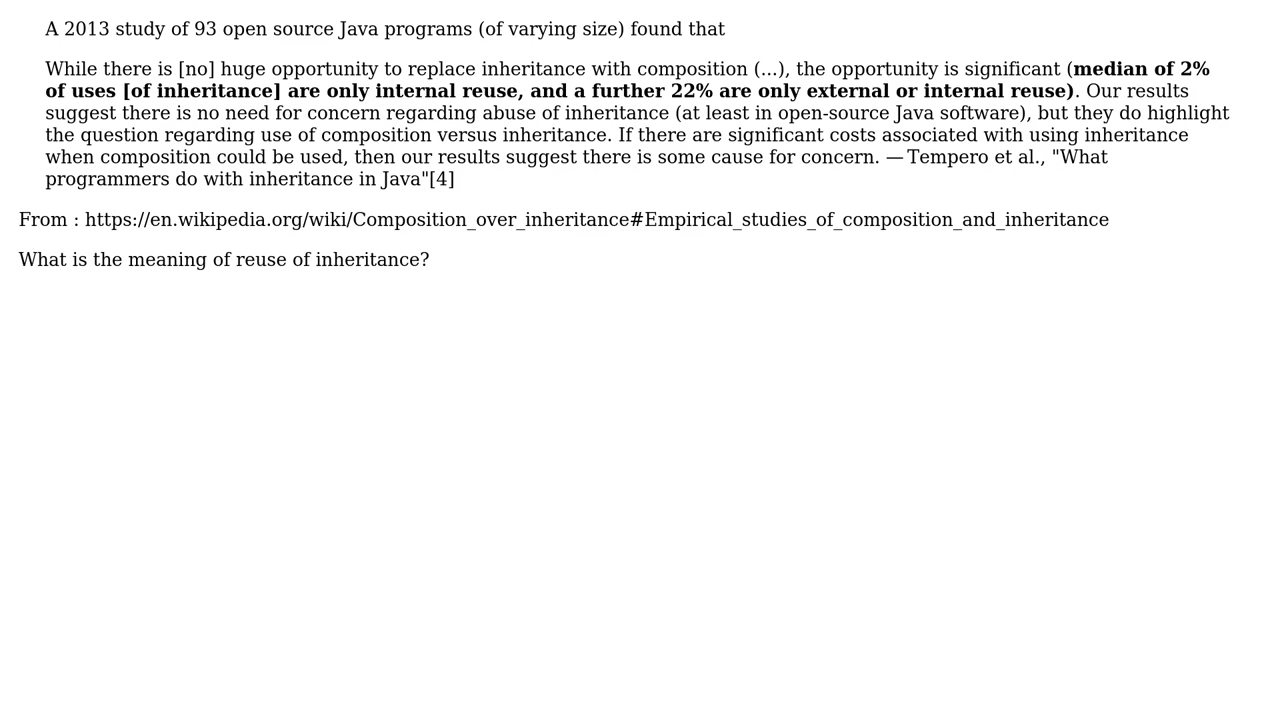 A 2013 study of 93 open source Java programs (of varying size) found that
While there is [no] huge opportunity to replace inheritance with composition (...), the opportunity is significant (median of 2%
of uses [of inheritance] are only internal reuse, and a further 22% are only external or internal reuse). Our results
suggest there is no need for concern regarding abuse of inheritance (at least in open-source Java software), but they do highlight
the question regarding use of composition versus inheritance. If there are significant costs associated with using inheritance
when composition could be used, then our results suggest there is some cause for concern. — Tempero et al., "What
programmers do with inheritance in Java"[4]
From : https://en.wikipedia.org/wiki/Composition_over_inheritance#Empirical_studies_of_composition_and_inheritance
What is the meaning of reuse of inheritance?